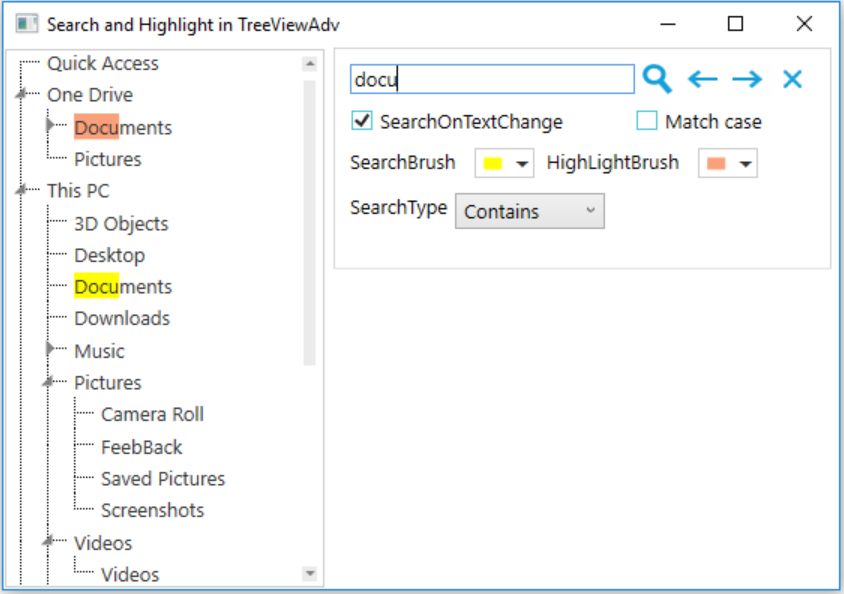 Search and Highlight in TreeViewAdv
Quick Access
One Drive
Documents
Pictures
This PC
3D Objects
Desktop
Documents
Downloads
Music
Pictures
Camera Roll
FeebBack
Saved Pictures
Screenshots
Videos
Videos
docu
SearchOnTextChange Match case
SearchBrush HighLightBrush
SearchType Contains